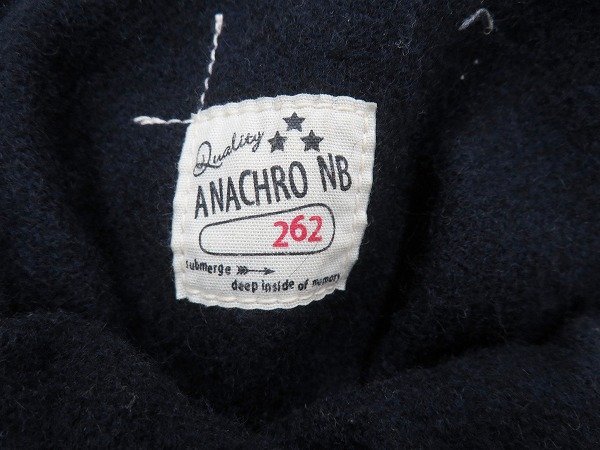 Quality
ANACHRO NB
262
submerge
deep inside of memory